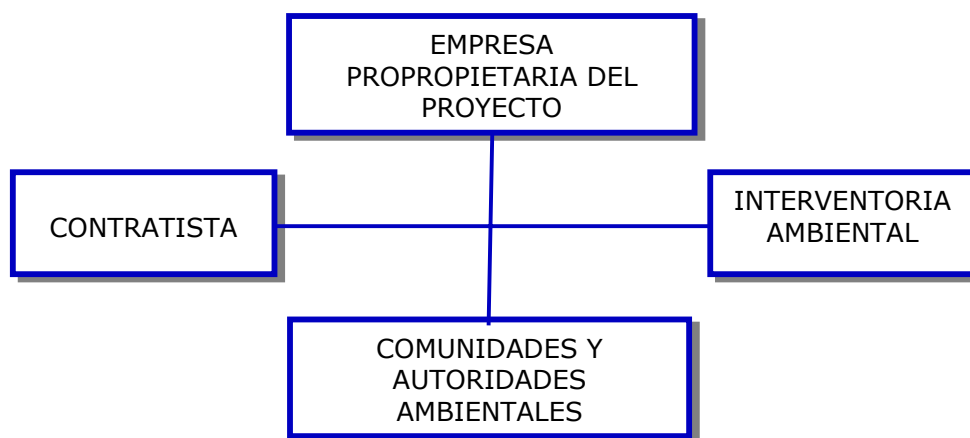 EMPRESA
PROPROPIETARIA DEL
PROYECTO
CONTRATISTA
INTERVENTORIA
AMBIENTAL
COMUNIDADES Y
AUTORIDADES
AMBIENTALES